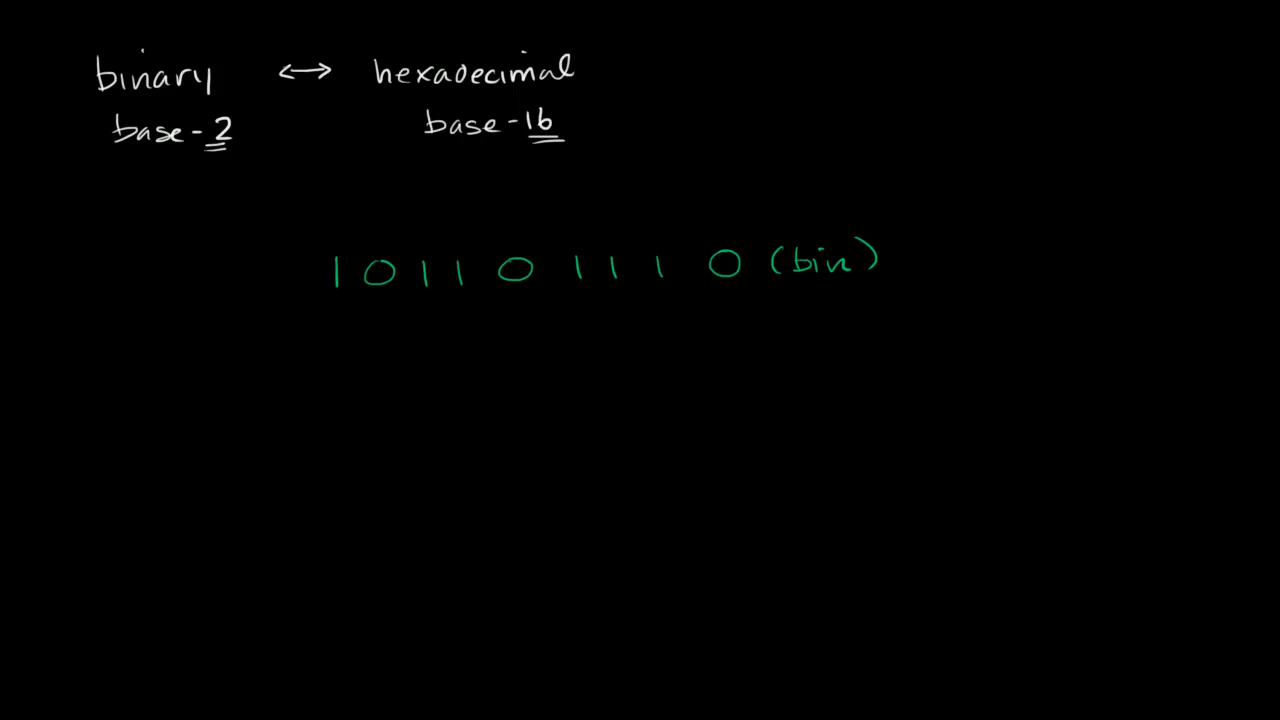 binary ↔ hexadecimal
base-2 base-16
1 0 1 1 0 1 1 1 0 (bin)